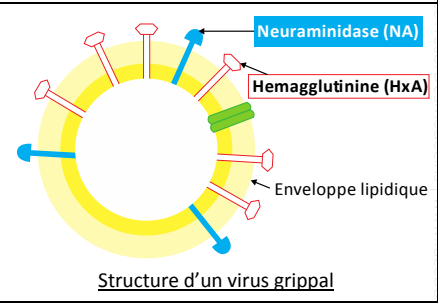 Neuraminidase (NA)
Hemagglutinine (HxA)
Enveloppe lipidique
Structure d'un virus grippal